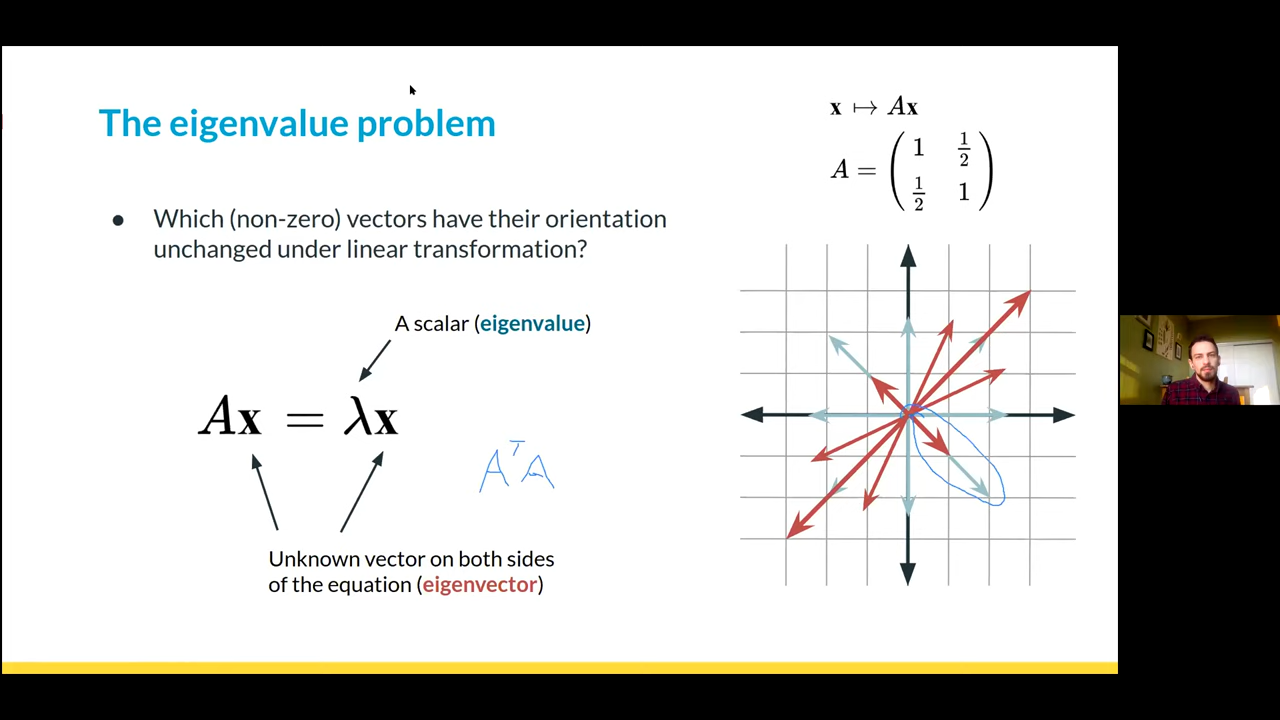 The eigenvalue problem
● Which (non-zero) vectors have their orientation
unchanged under linear transformation?
A scalar (eigenvalue)
Ax = λx
AᵀA
Unknown vector on both sides
of the equation (eigenvector)
x ↦ Ax
A = ( 1 1/2
1/2 1 )